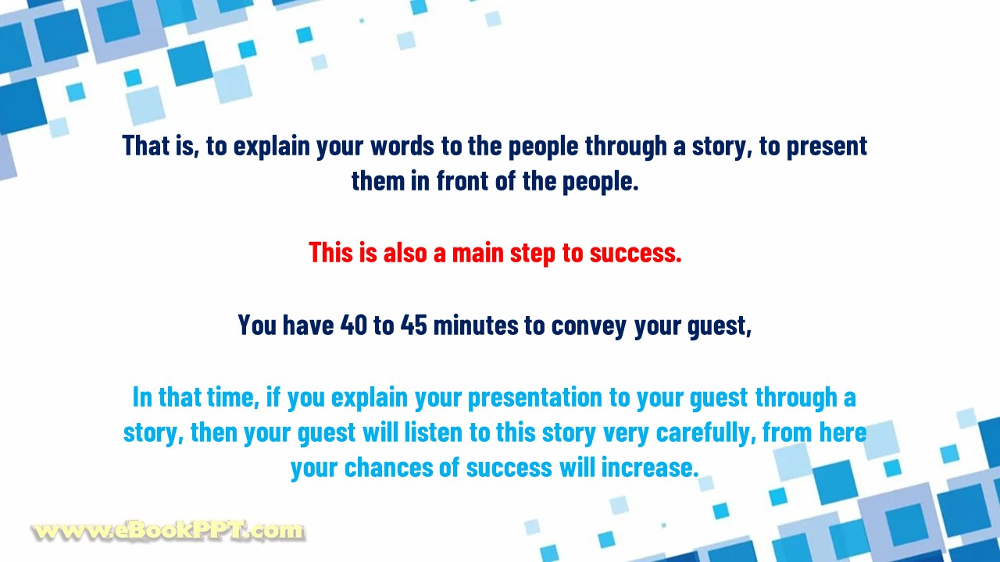 That is, to explain your words to the people through a story, to present
them in front of the people.
This is also a main step to success.
You have 40 to 45 minutes to convey your guest,
In that time, if you explain your presentation to your guest through a
story, then your guest will listen to this story very carefully, from here
your chances of success will increase.
www.eBookPPT.com